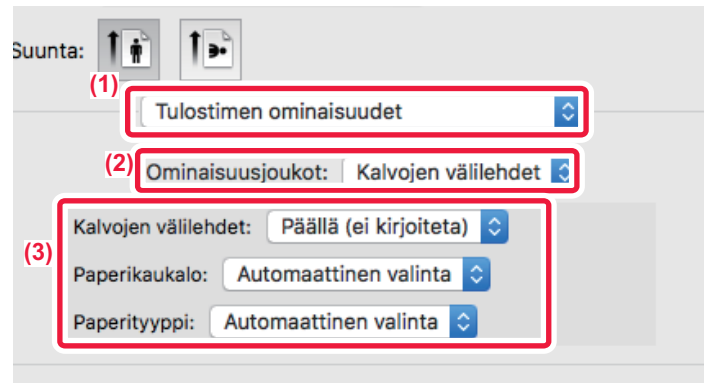 Suunta:
(1)
Tulostimen ominaisuudet
(2)
Ominaisuusjoukot: Kalvojen välilehdet
(3)
Kalvojen välilehdet: Päällä (ei kirjoiteta)
Paperikaukalo: Automaattinen valinta
Paperityyppi: Automaattinen valinta